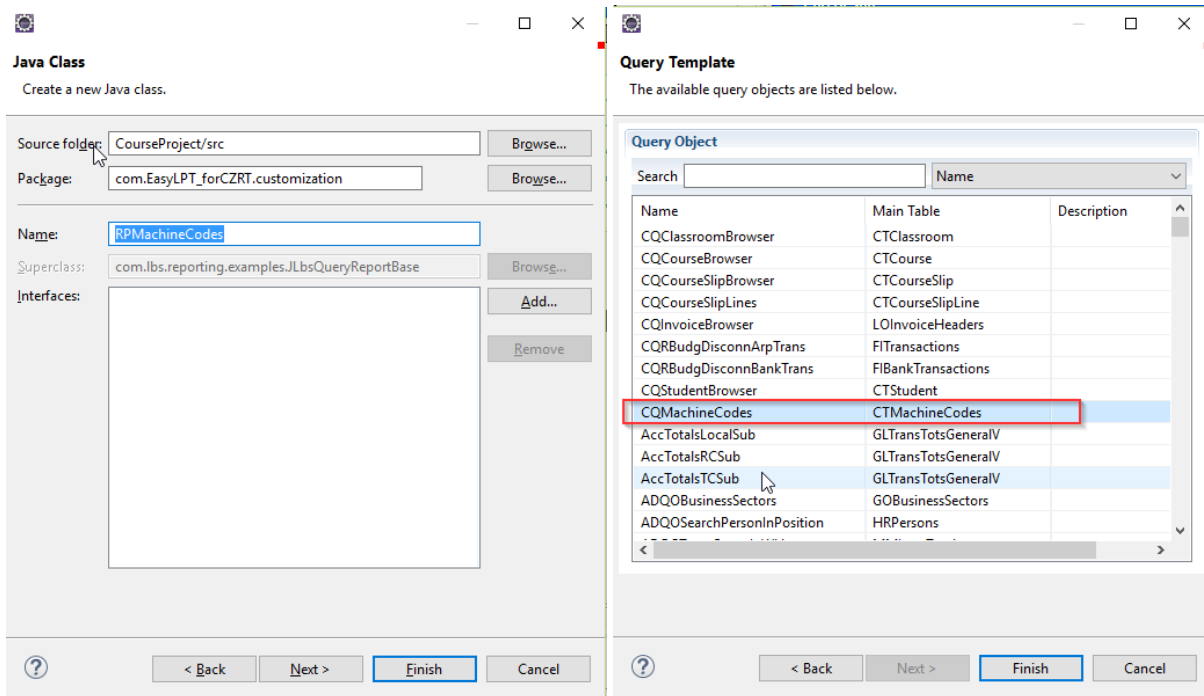 Java Class
Create a new Java class.
Source folder: CourseProject/src Browse...
Package: com.EasyLPT_forCZRT.customization Browse...
Name: RPMachineCodes
Superclass: com.lbs.reporting.examples.JLbsQueryReportBase Browse...
Interfaces: Add...
Remove
? < Back Next > Finish Cancel
Query Template
The available query objects are listed below.
Query Object
Search Name
Name Main Table Description
CQClassroomBrowser CTClassroom
CQCourseBrowser CTCourse
CQCourseSlipBrowser CTCourseSlip
CQCourseSlipLines CTCourseSlipLine
CQInvoiceBrowser LOInvoiceHeaders
CQRBudgDisconnArpTrans FITransactions
CQRBudgDisconnBankTrans FIBankTransactions
CQStudentBrowser CTStudent
CQMachineCodes CTMachineCodes
AccTotalsLocalSub GLTransTotsGeneralV
AccTotalsRCSub GLTransTotsGeneralV
AccTotalsTCSub GLTransTotsGeneralV
ADQOBusinessSectors GOBusinessSectors
ADQOSearchPersonInPosition HRPersons
? < Back Next > Finish Cancel